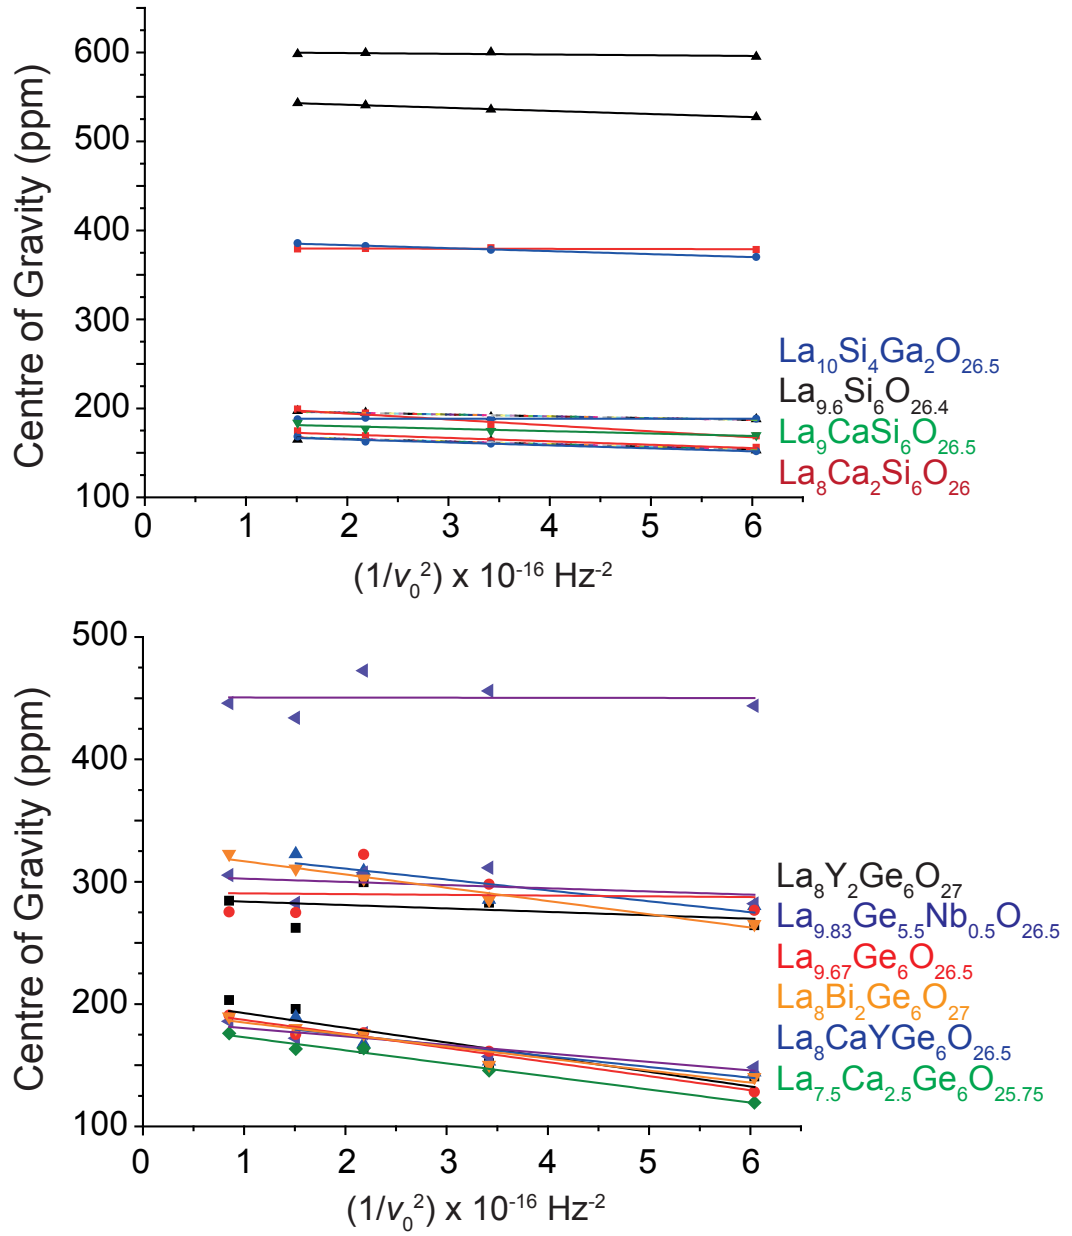 Centre of Gravity (ppm)
600
500
400
300
200
100
0 1 2 3 4 5 6
(1/ν₀²) x 10⁻¹⁶ Hz⁻²
La₁₀Si₄Ga₂O₂₆.₅
La₉.₆Si₆O₂₆.₄
La₉CaSi₆O₂₆.₅
La₈Ca₂Si₆O₂₆
Centre of Gravity (ppm)
500
400
300
200
100
0 1 2 3 4 5 6
(1/ν₀²) x 10⁻¹⁶ Hz⁻²
La₈Y₂Ge₆O₂₇
La₉.₈₃Ge₅.₅Nb₀.₅O₂₆.₅
La₉.₆₇Ge₆O₂₆.₅
La₈Bi₂Ge₆O₂₇
La₈CaYGe₆O₂₆.₅
La₇.₅Ca₂.₅Ge₆O₂₅.₇₅